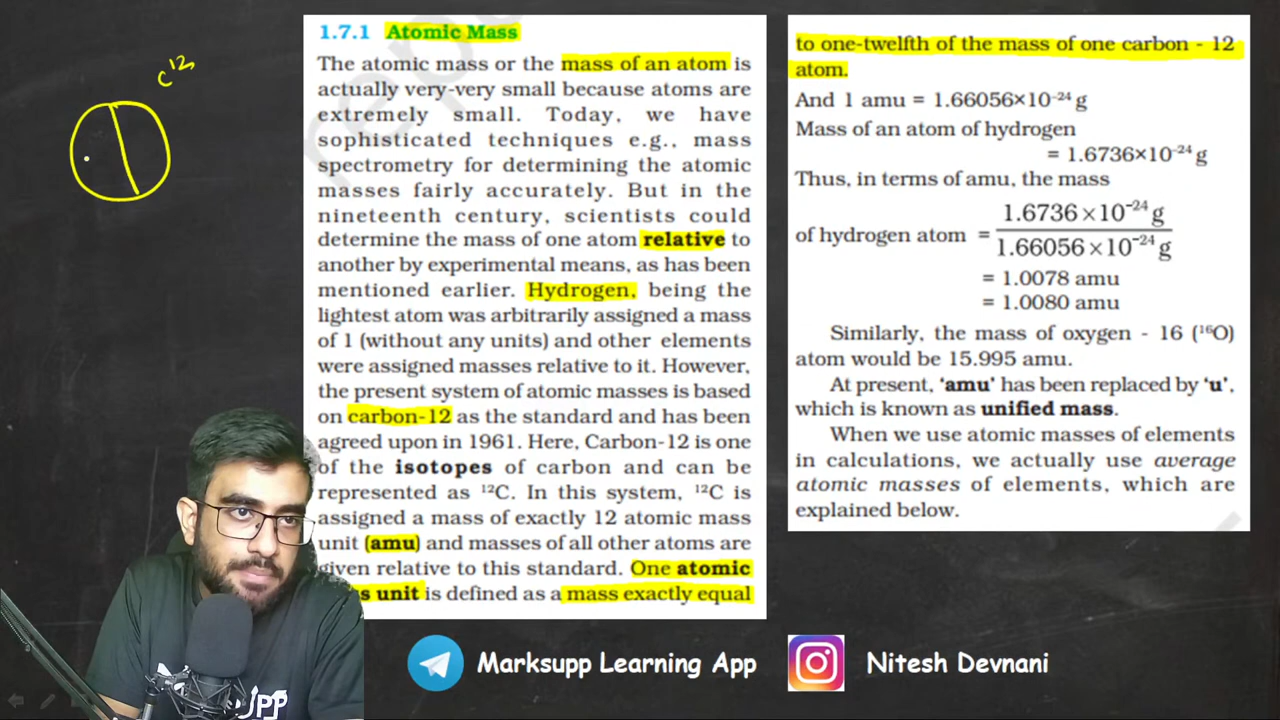 C¹²
1.7.1 Atomic Mass
The atomic mass or the mass of an atom is
actually very-very small because atoms are
extremely small. Today, we have
sophisticated techniques e.g., mass
spectrometry for determining the atomic
masses fairly accurately. But in the
nineteenth century, scientists could
determine the mass of one atom relative to
another by experimental means, as has been
mentioned earlier. Hydrogen, being the
lightest atom was arbitrarily assigned a mass
of 1 (without any units) and other elements
were assigned masses relative to it. However,
the present system of atomic masses is based
on carbon-12 as the standard and has been
agreed upon in 1961. Here, Carbon-12 is one
of the isotopes of carbon and can be
represented as ¹²C. In this system, ¹²C is
assigned a mass of exactly 12 atomic mass
unit (amu) and masses of all other atoms are
given relative to this standard. One atomic
s unit is defined as a mass exactly equal
to one-twelfth of the mass of one carbon - 12
atom.
And 1 amu = 1.66056×10⁻²⁴ g
Mass of an atom of hydrogen
= 1.6736×10⁻²⁴ g
Thus, in terms of amu, the mass
1.6736 ×10⁻²⁴ g
of hydrogen atom =
1.66056 ×10⁻²⁴ g
= 1.0078 amu
= 1.0080 amu
Similarly, the mass of oxygen - 16 (¹⁶O)
atom would be 15.995 amu.
At present, ‘amu’ has been replaced by ‘u’,
which is known as unified mass.
When we use atomic masses of elements
in calculations, we actually use average
atomic masses of elements, which are
explained below.
Marksupp Learning App
Nitesh Devnani